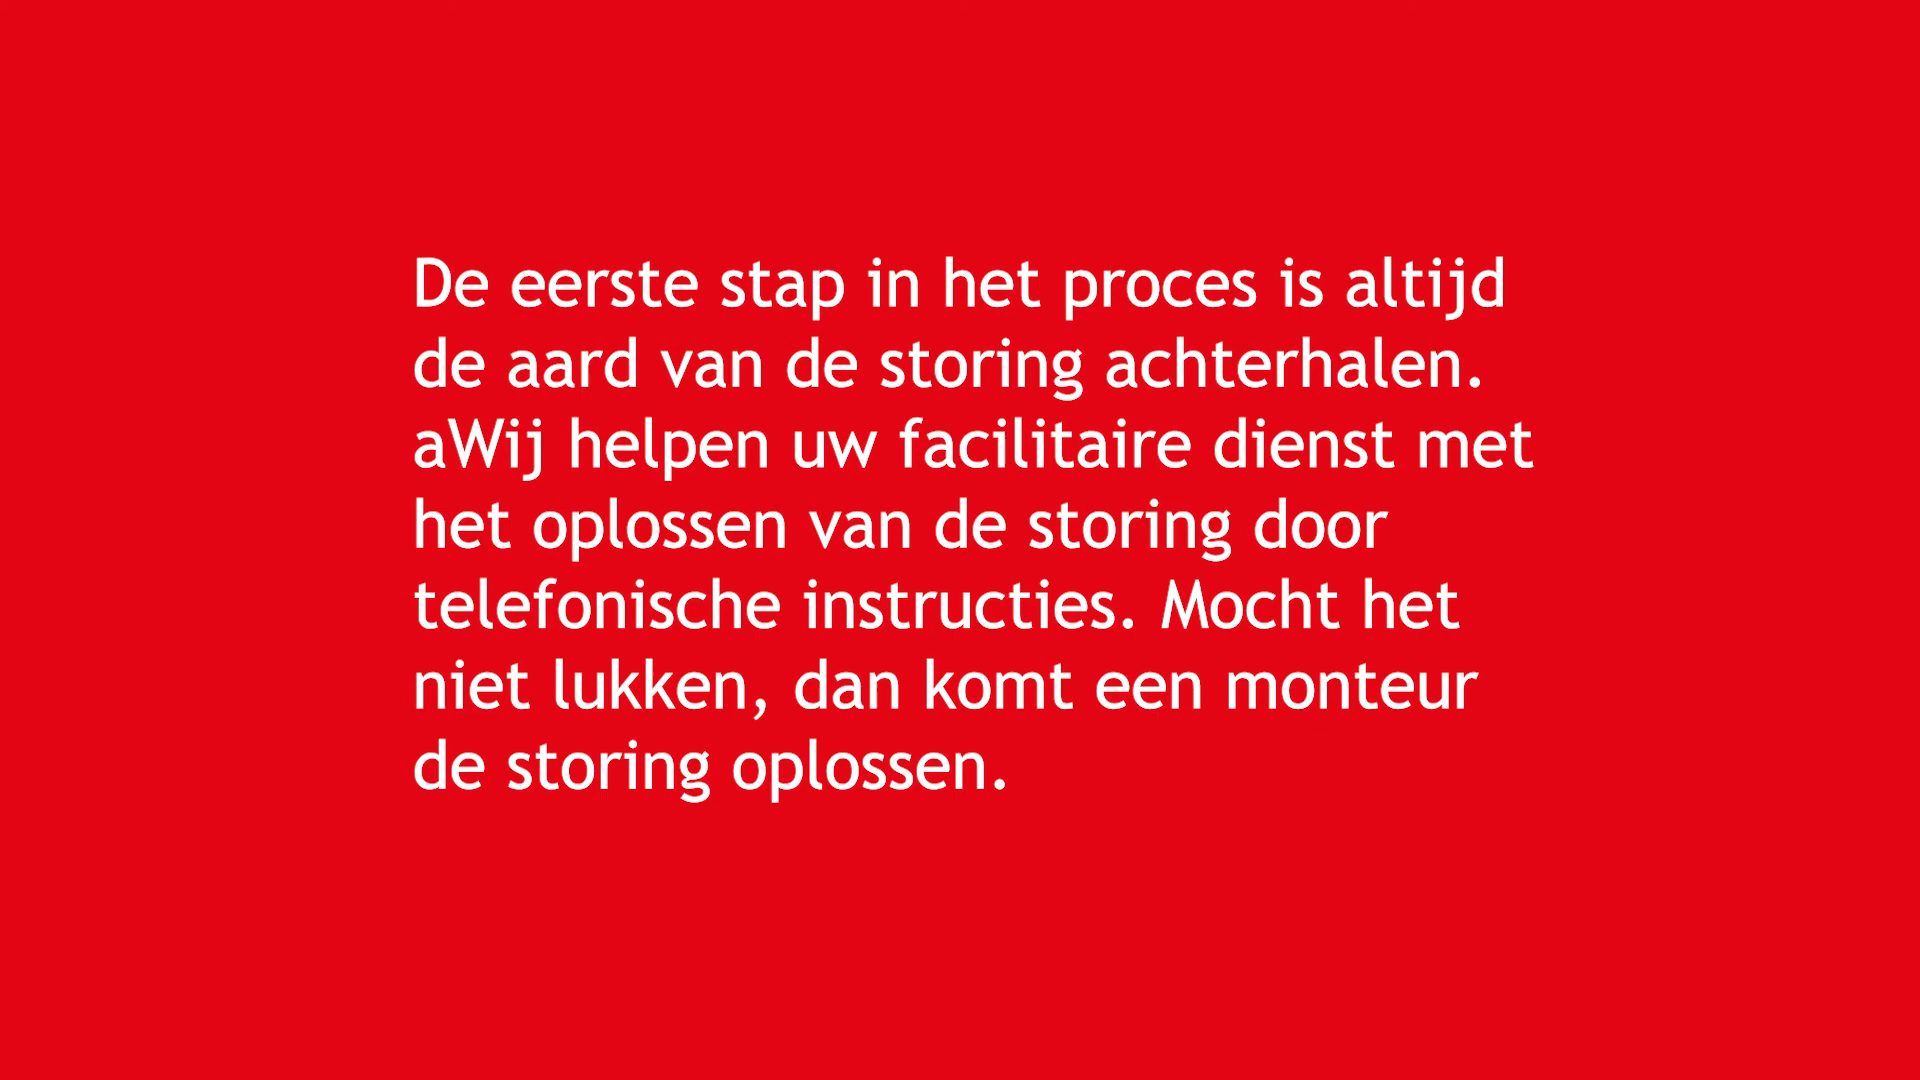 De eerste stap in het proces is altijd
de aard van de storing achterhalen.
aWij helpen uw facilitaire dienst met
het oplossen van de storing door
telefonische instructies. Mocht het
niet lukken, dan komt een monteur
de storing oplossen.